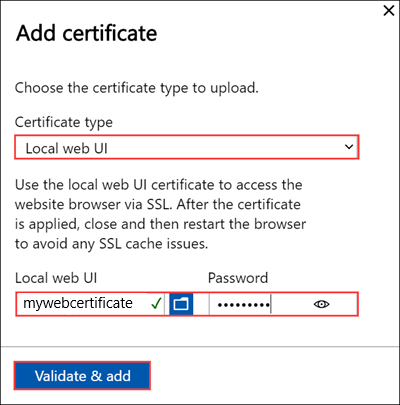 Add certificate
Choose the certificate type to upload.
Certificate type
Local web UI
Use the local web UI certificate to access the
website browser via SSL. After the certificate
is applied, close and then restart the browser
to avoid any SSL cache issues.
Local web UI Password
mywebcertificate •••••••••
Validate & add